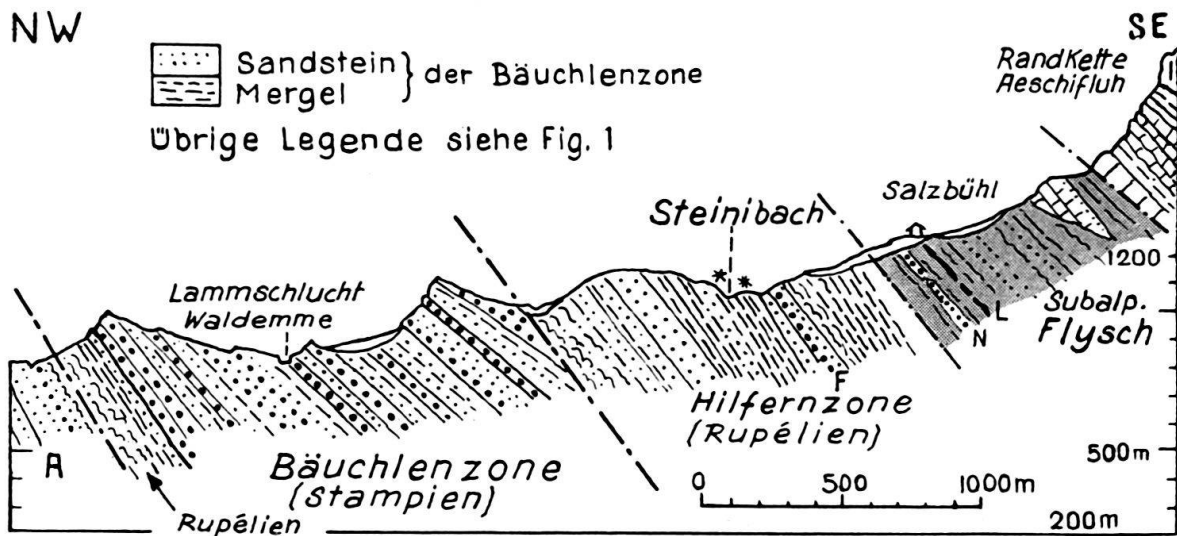 NW
SE
Sandstein } der Bäuchlenzone
Mergel
Übrige Legende siehe Fig. 1
Randkette
Aeschifluh
Salzbühl
Steinibach
Lammschlucht
Waldemme
1200
Subalp.
Flysch
L
N
F
Hilfernzone
(Rupélien)
A
Bäuchlenzone
(stampien)
Rupélien
0 500 1000m
500m
200m